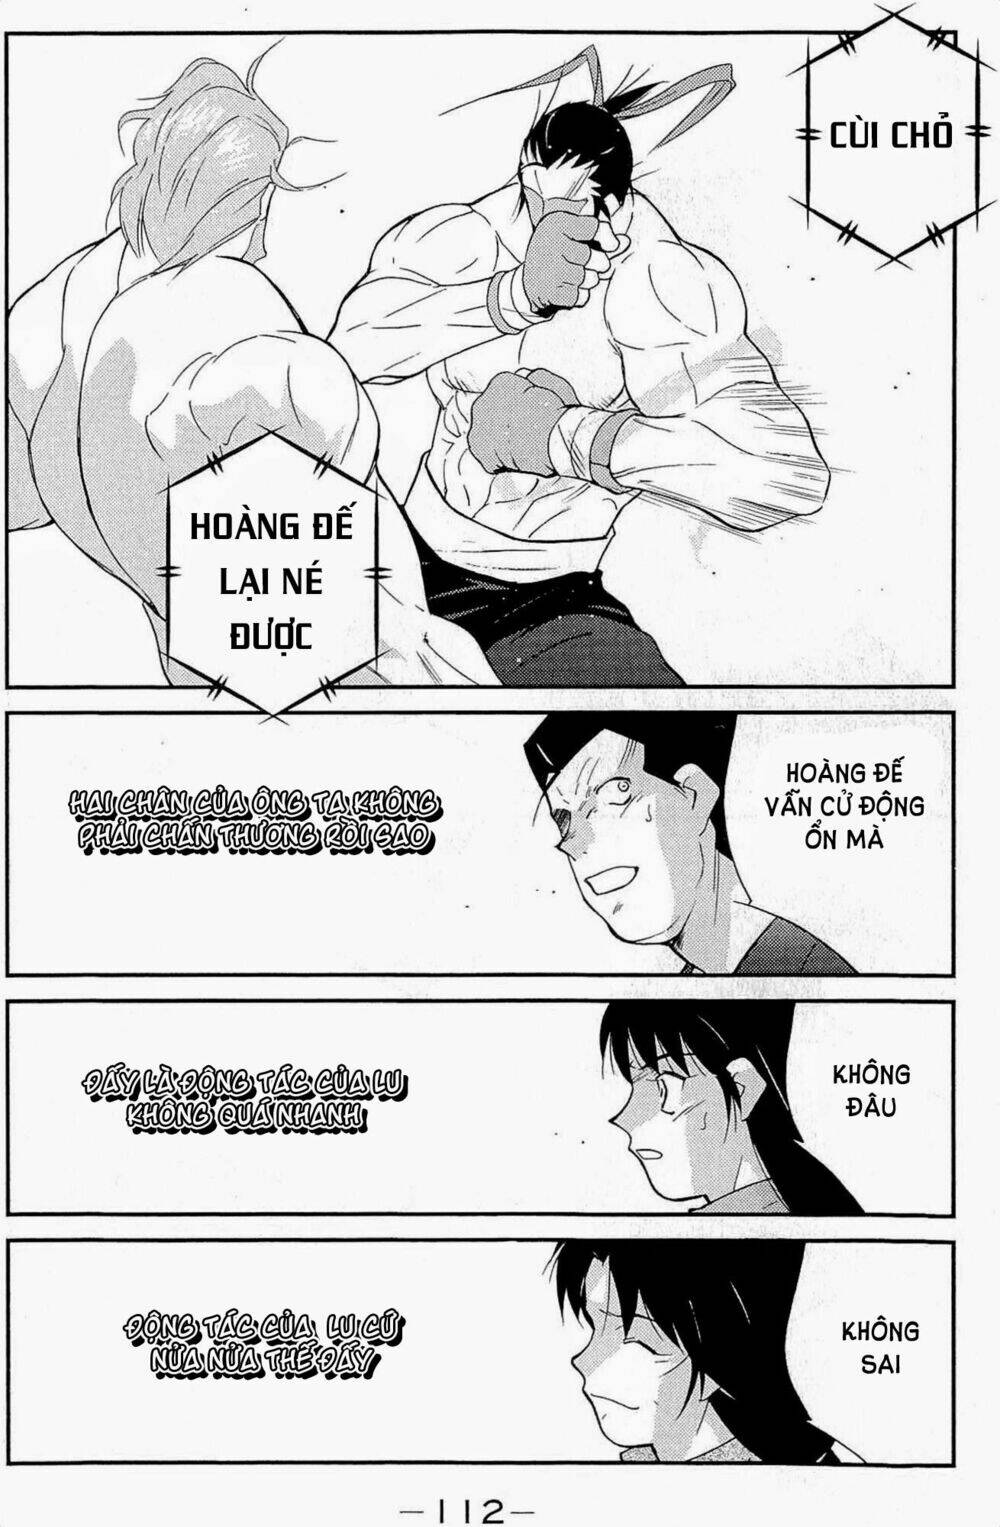 CÙI CHỎ
HOÀNG ĐẾ
LẠI NÉ
ĐƯỢC
HOÀNG ĐẾ
VẪN CỬ ĐỘNG
ỔN MÀ
HAI CHÂN CỦA ÔNG TA KHÔNG
PHẢI CHẤN THƯƠNG RỒI SAO
KHÔNG
ĐÂU
ĐẤY LÀ ĐỘNG TÁC CỦA LU
KHÔNG QUÁ NHANH
KHÔNG
SAI
ĐỘNG TÁC CỦA LU CỨ
NỬA NỬA THẾ ĐẤY
-112-